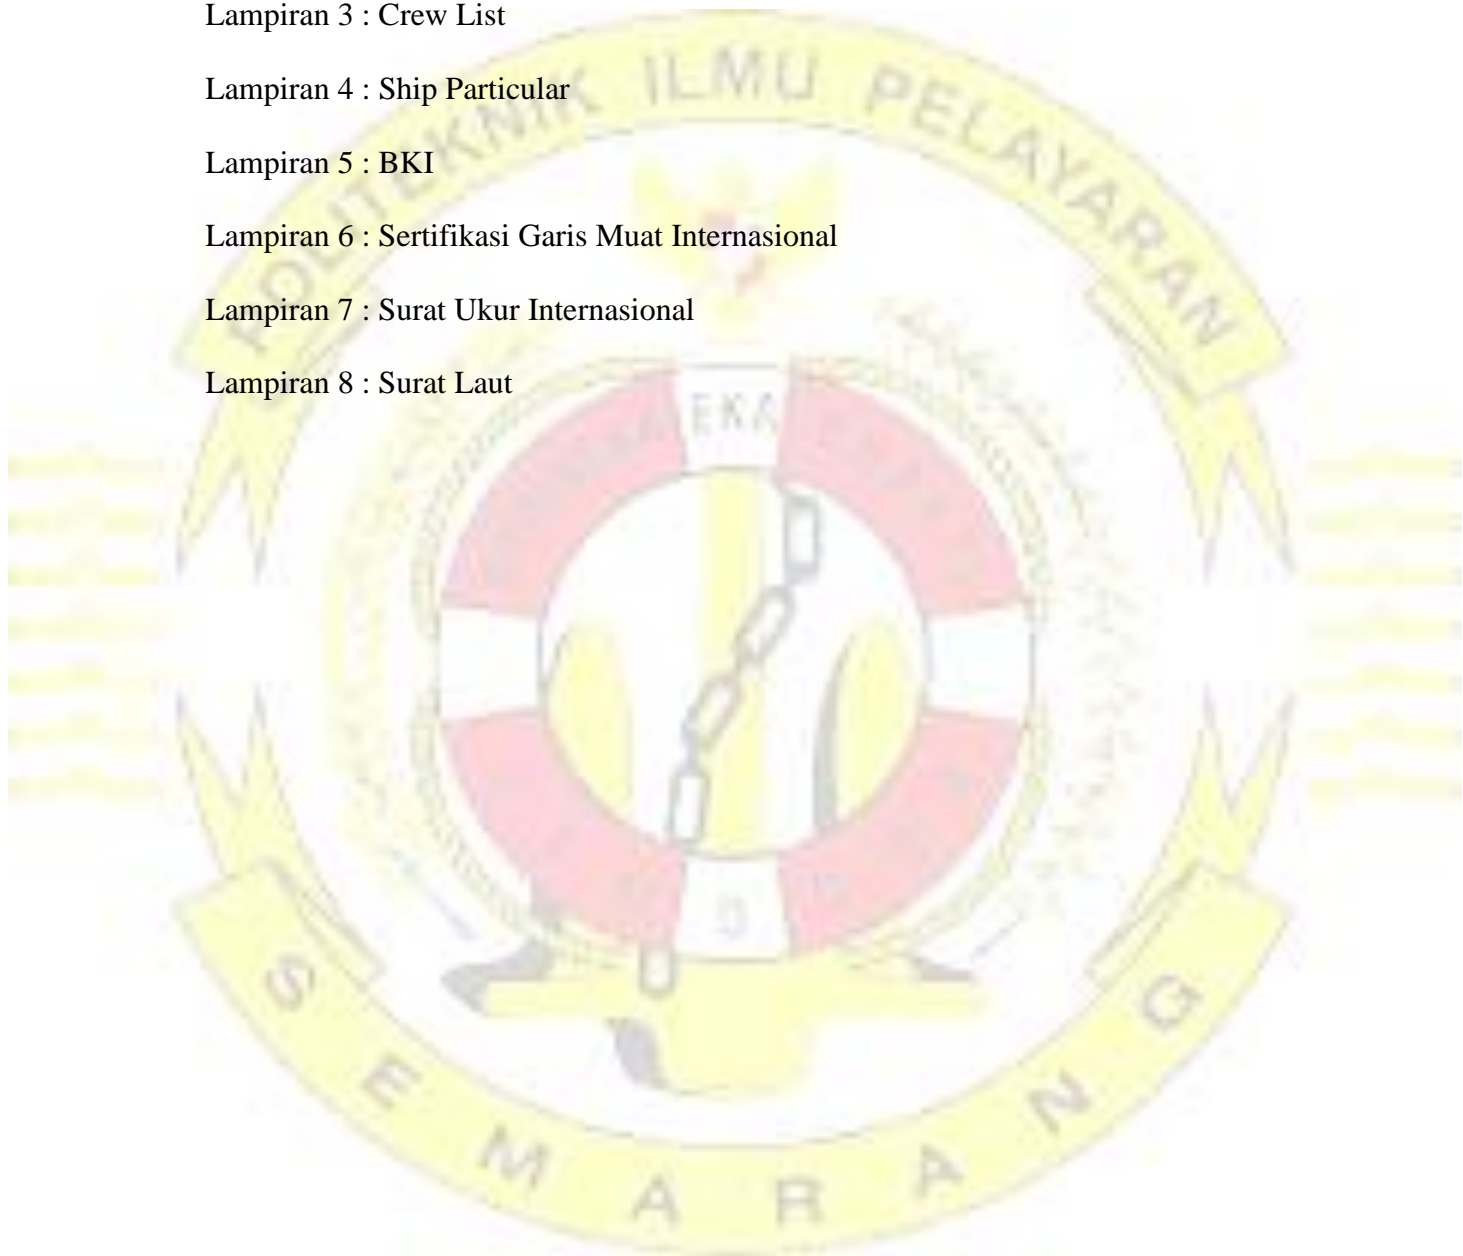 Lampiran 3 : Crew List
Lampiran 4 : Ship Particular
Lampiran 5 : BKI
Lampiran 6 : Sertifikasi Garis Muat Internasional
Lampiran 7 : Surat Ukur Internasional
Lampiran 8 : Surat Laut
POLITEKNIK ILMU PELAYARAN
EKA
SEMARANG